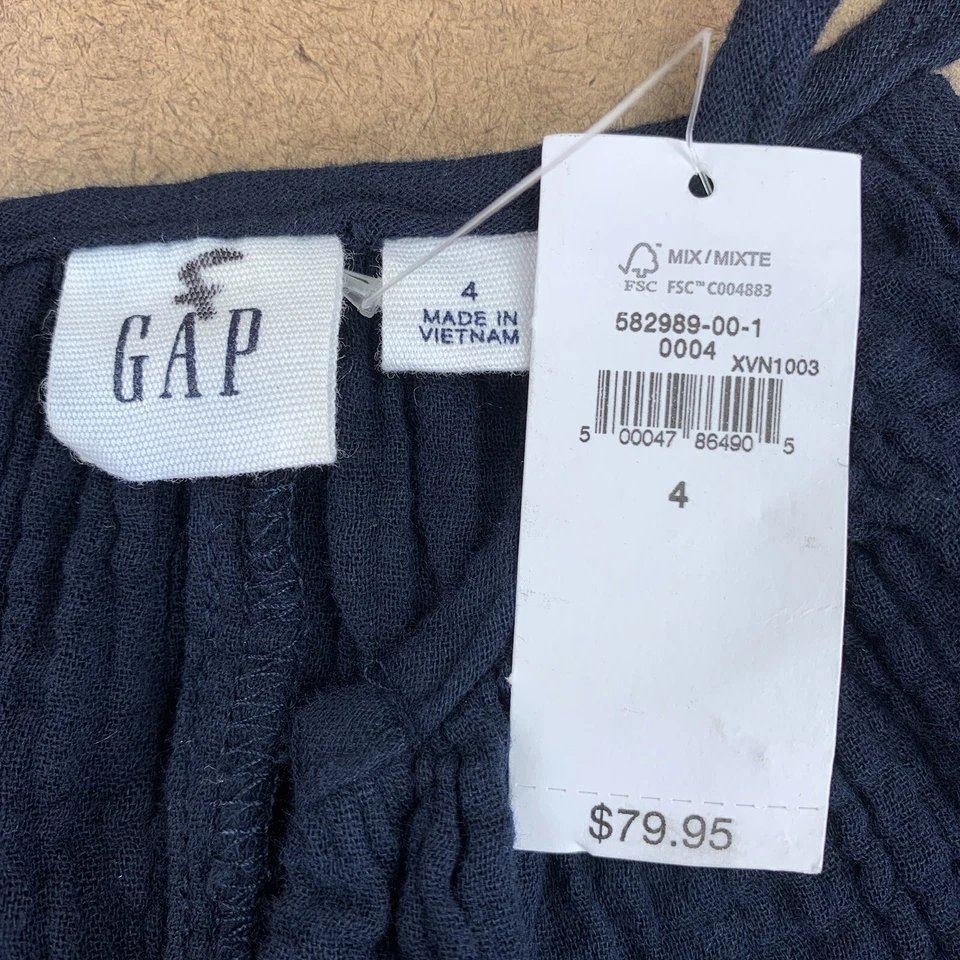 GAP
4
MADE IN
VIETNAM
MIX/MIXTE
FSC FSC™ C004883
582989-00-1
0004 XVN1003
5 00047 86490 5
4
$79.95